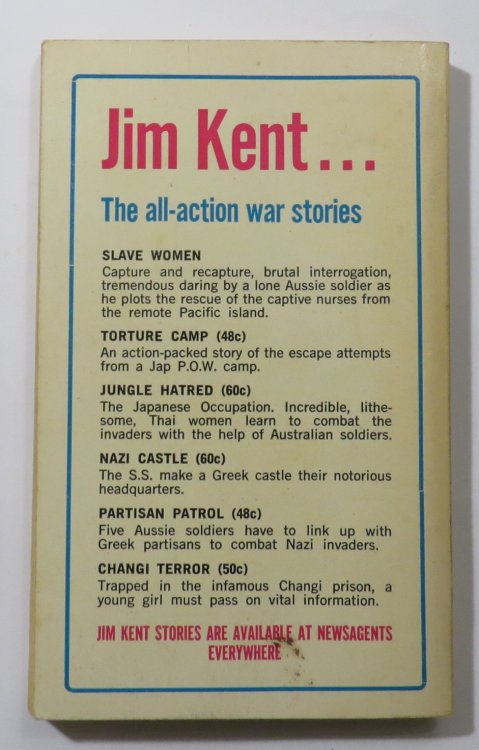 Jim Kent...
The all-action war stories
SLAVE WOMEN
Capture and recapture, brutal interrogation,
tremendous daring by a lone Aussie soldier as
he plots the rescue of the captive nurses from
the remote Pacific island.
TORTURE CAMP (48c)
An action-packed story of the escape attempts
from a Jap P.O.W. camp.
JUNGLE HATRED (60c)
The Japanese Occupation. Incredible, lithe-
some, Thai women learn to combat the
invaders with the help of Australian soldiers.
NAZI CASTLE (60c)
The S.S. make a Greek castle their notorious
headquarters.
PARTISAN PATROL (48c)
Five Aussie soldiers have to link up with
Greek partisans to combat Nazi invaders.
CHANGI TERROR (50c)
Trapped in the infamous Changi prison, a
young girl must pass on vital information.
JIM KENT STORIES ARE AVAILABLE AT NEWSAGENTS
EVERYWHERE